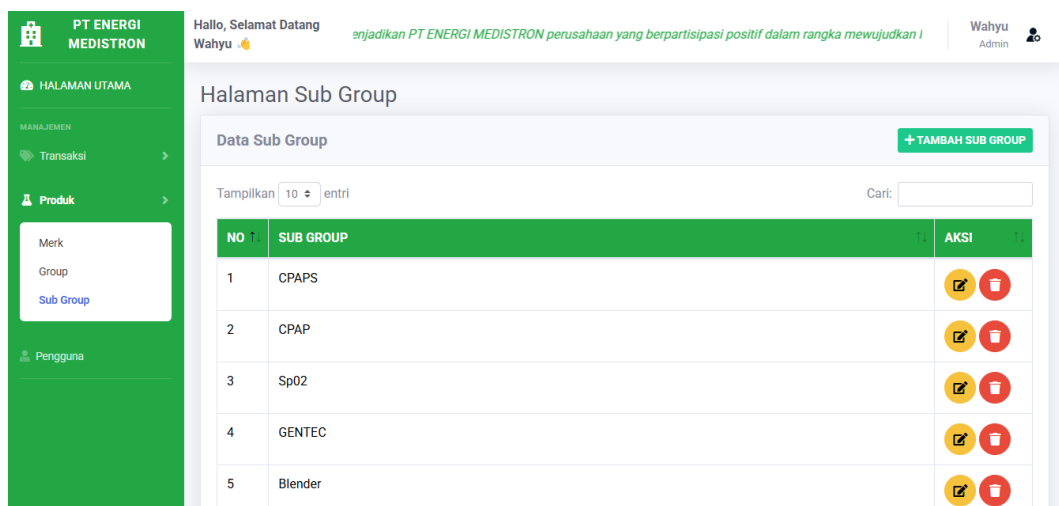 PT ENERGI
MEDISTRON
HALAMAN UTAMA
MANAJEMEN
Transaksi
Produk
Merk
Group
Sub Group
Pengguna
Hallo, Selamat Datang
Wahyu
enjadikan PT ENERGI MEDISTRON perusahaan yang berpartisipasi positif dalam rangka mewujudkan
Wahyu
Admin
Halaman Sub Group
Data Sub Group
+ TAMBAH SUB GROUP
Tampilkan 10 entri
Cari:
NO SUB GROUP AKSI
1 CPAPS
2 CPAP
3 Sp02
4 GENTEC
5 Blender